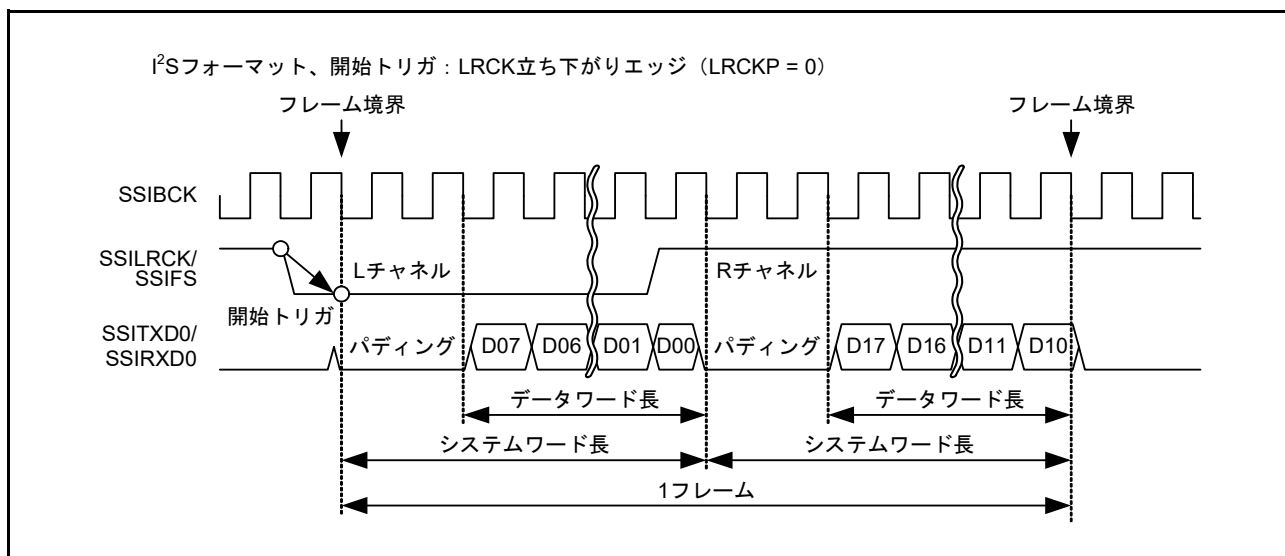 I²Sフォーマット、開始トリガ：LRCK立ち下がりエッジ（LRCKP = 0）
フレーム境界 フレーム境界
SSIBCK
SSILRCK/
SSIFS
Lチャネル Rチャネル
開始トリガ
SSITXD0/
SSIRXD0
パディング D07 D06 D01 D00 パディング D17 D16 D11 D10
データワード長 データワード長
システムワード長 システムワード長
1フレーム